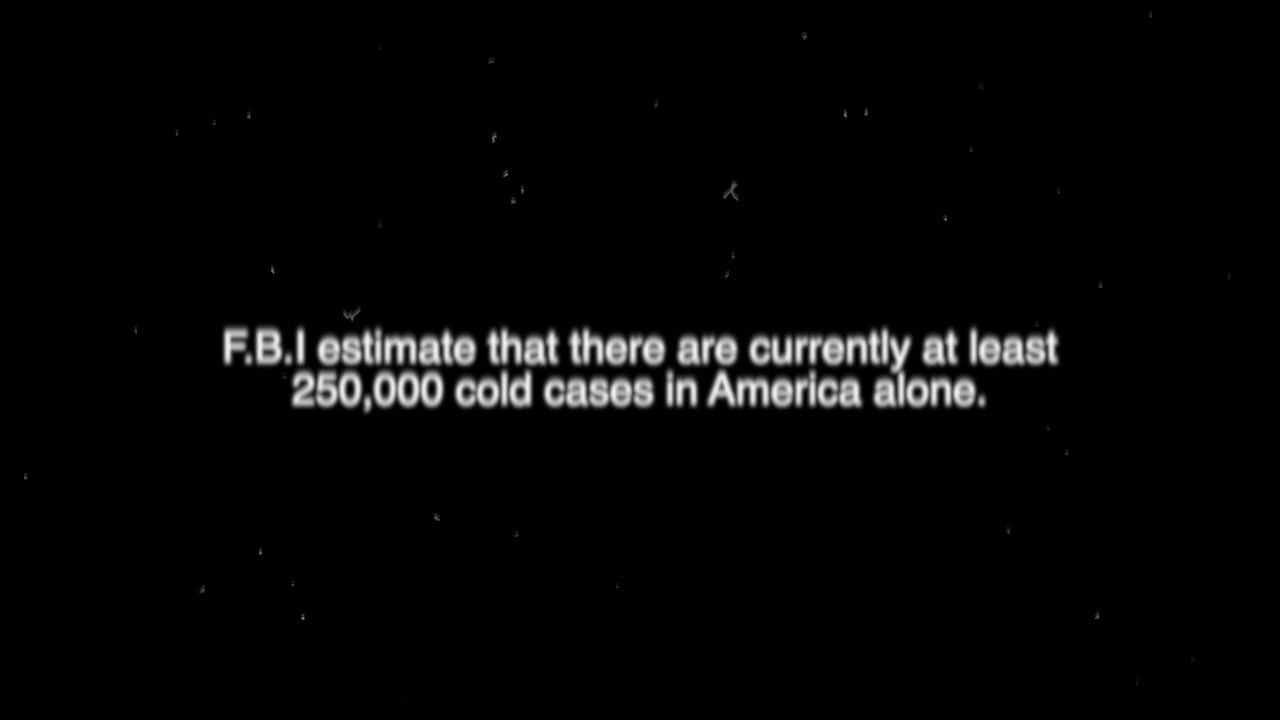 F.B.I estimate that there are currently at least
250,000 cold cases in America alone.